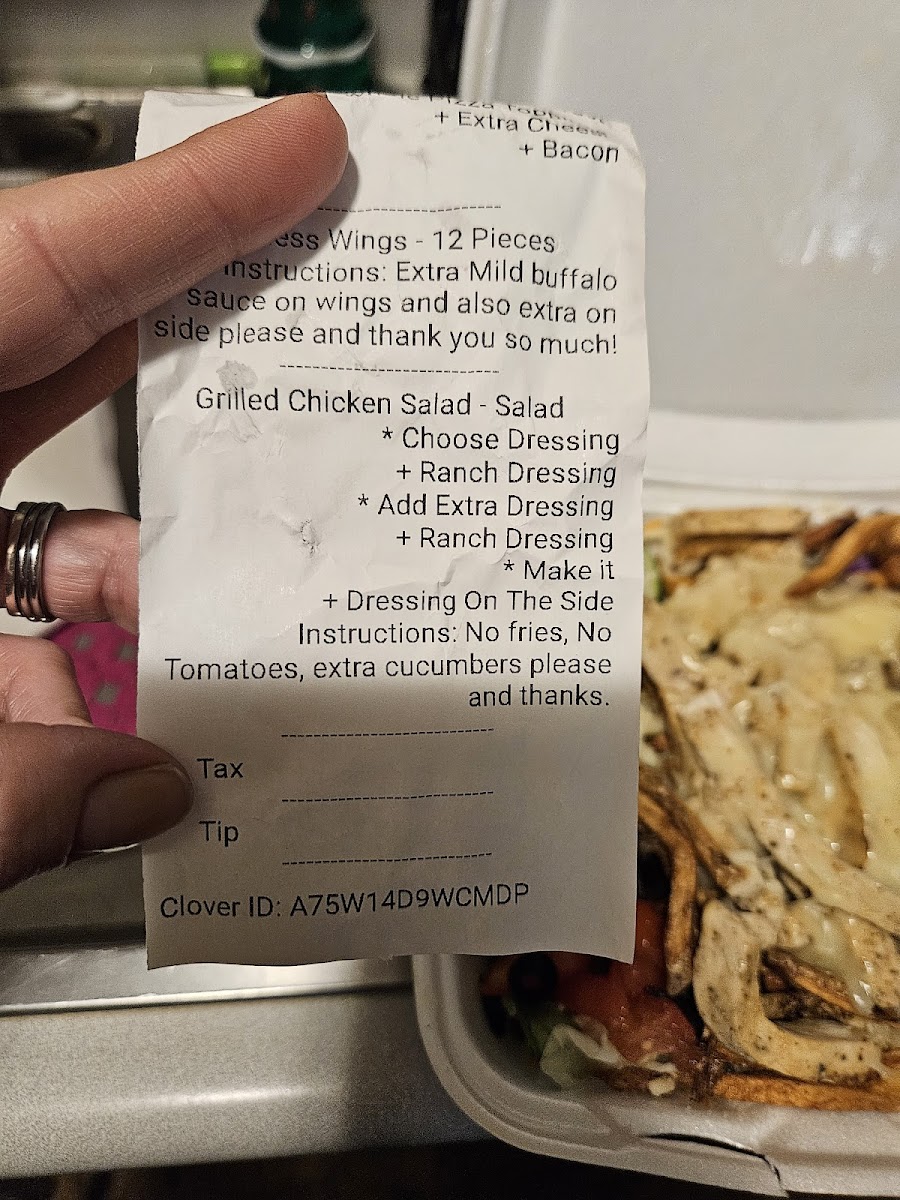 + Extra Cheese
+ Bacon
Wings - 12 Pieces
Instructions: Extra Mild buffalo
sauce on wings and also extra on
side please and thank you so much!
Grilled Chicken Salad - Salad
* Choose Dressing
+ Ranch Dressing
* Add Extra Dressing
+ Ranch Dressing
* Make it
+ Dressing On The Side
Instructions: No fries, No
Tomatoes, extra cucumbers please
and thanks.
Tax
Tip
Clover ID: A75W14D9WCMDP